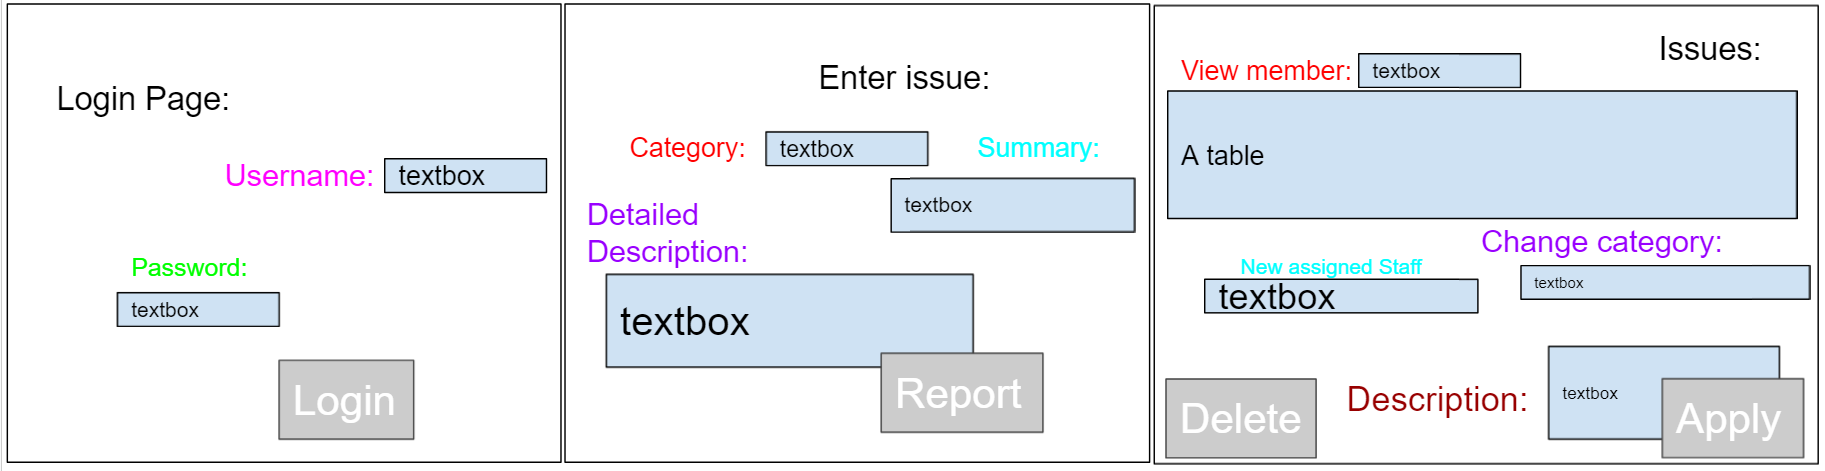 Login Page:
Username: textbox
Password:
textbox
Login
Enter issue:
Category: textbox Summary:
textbox
Detailed
Description:
textbox
Report
Issues:
View member: textbox
A table
Change category:
New assigned Staff
textbox
textbox
Description: textbox
Delete
Apply